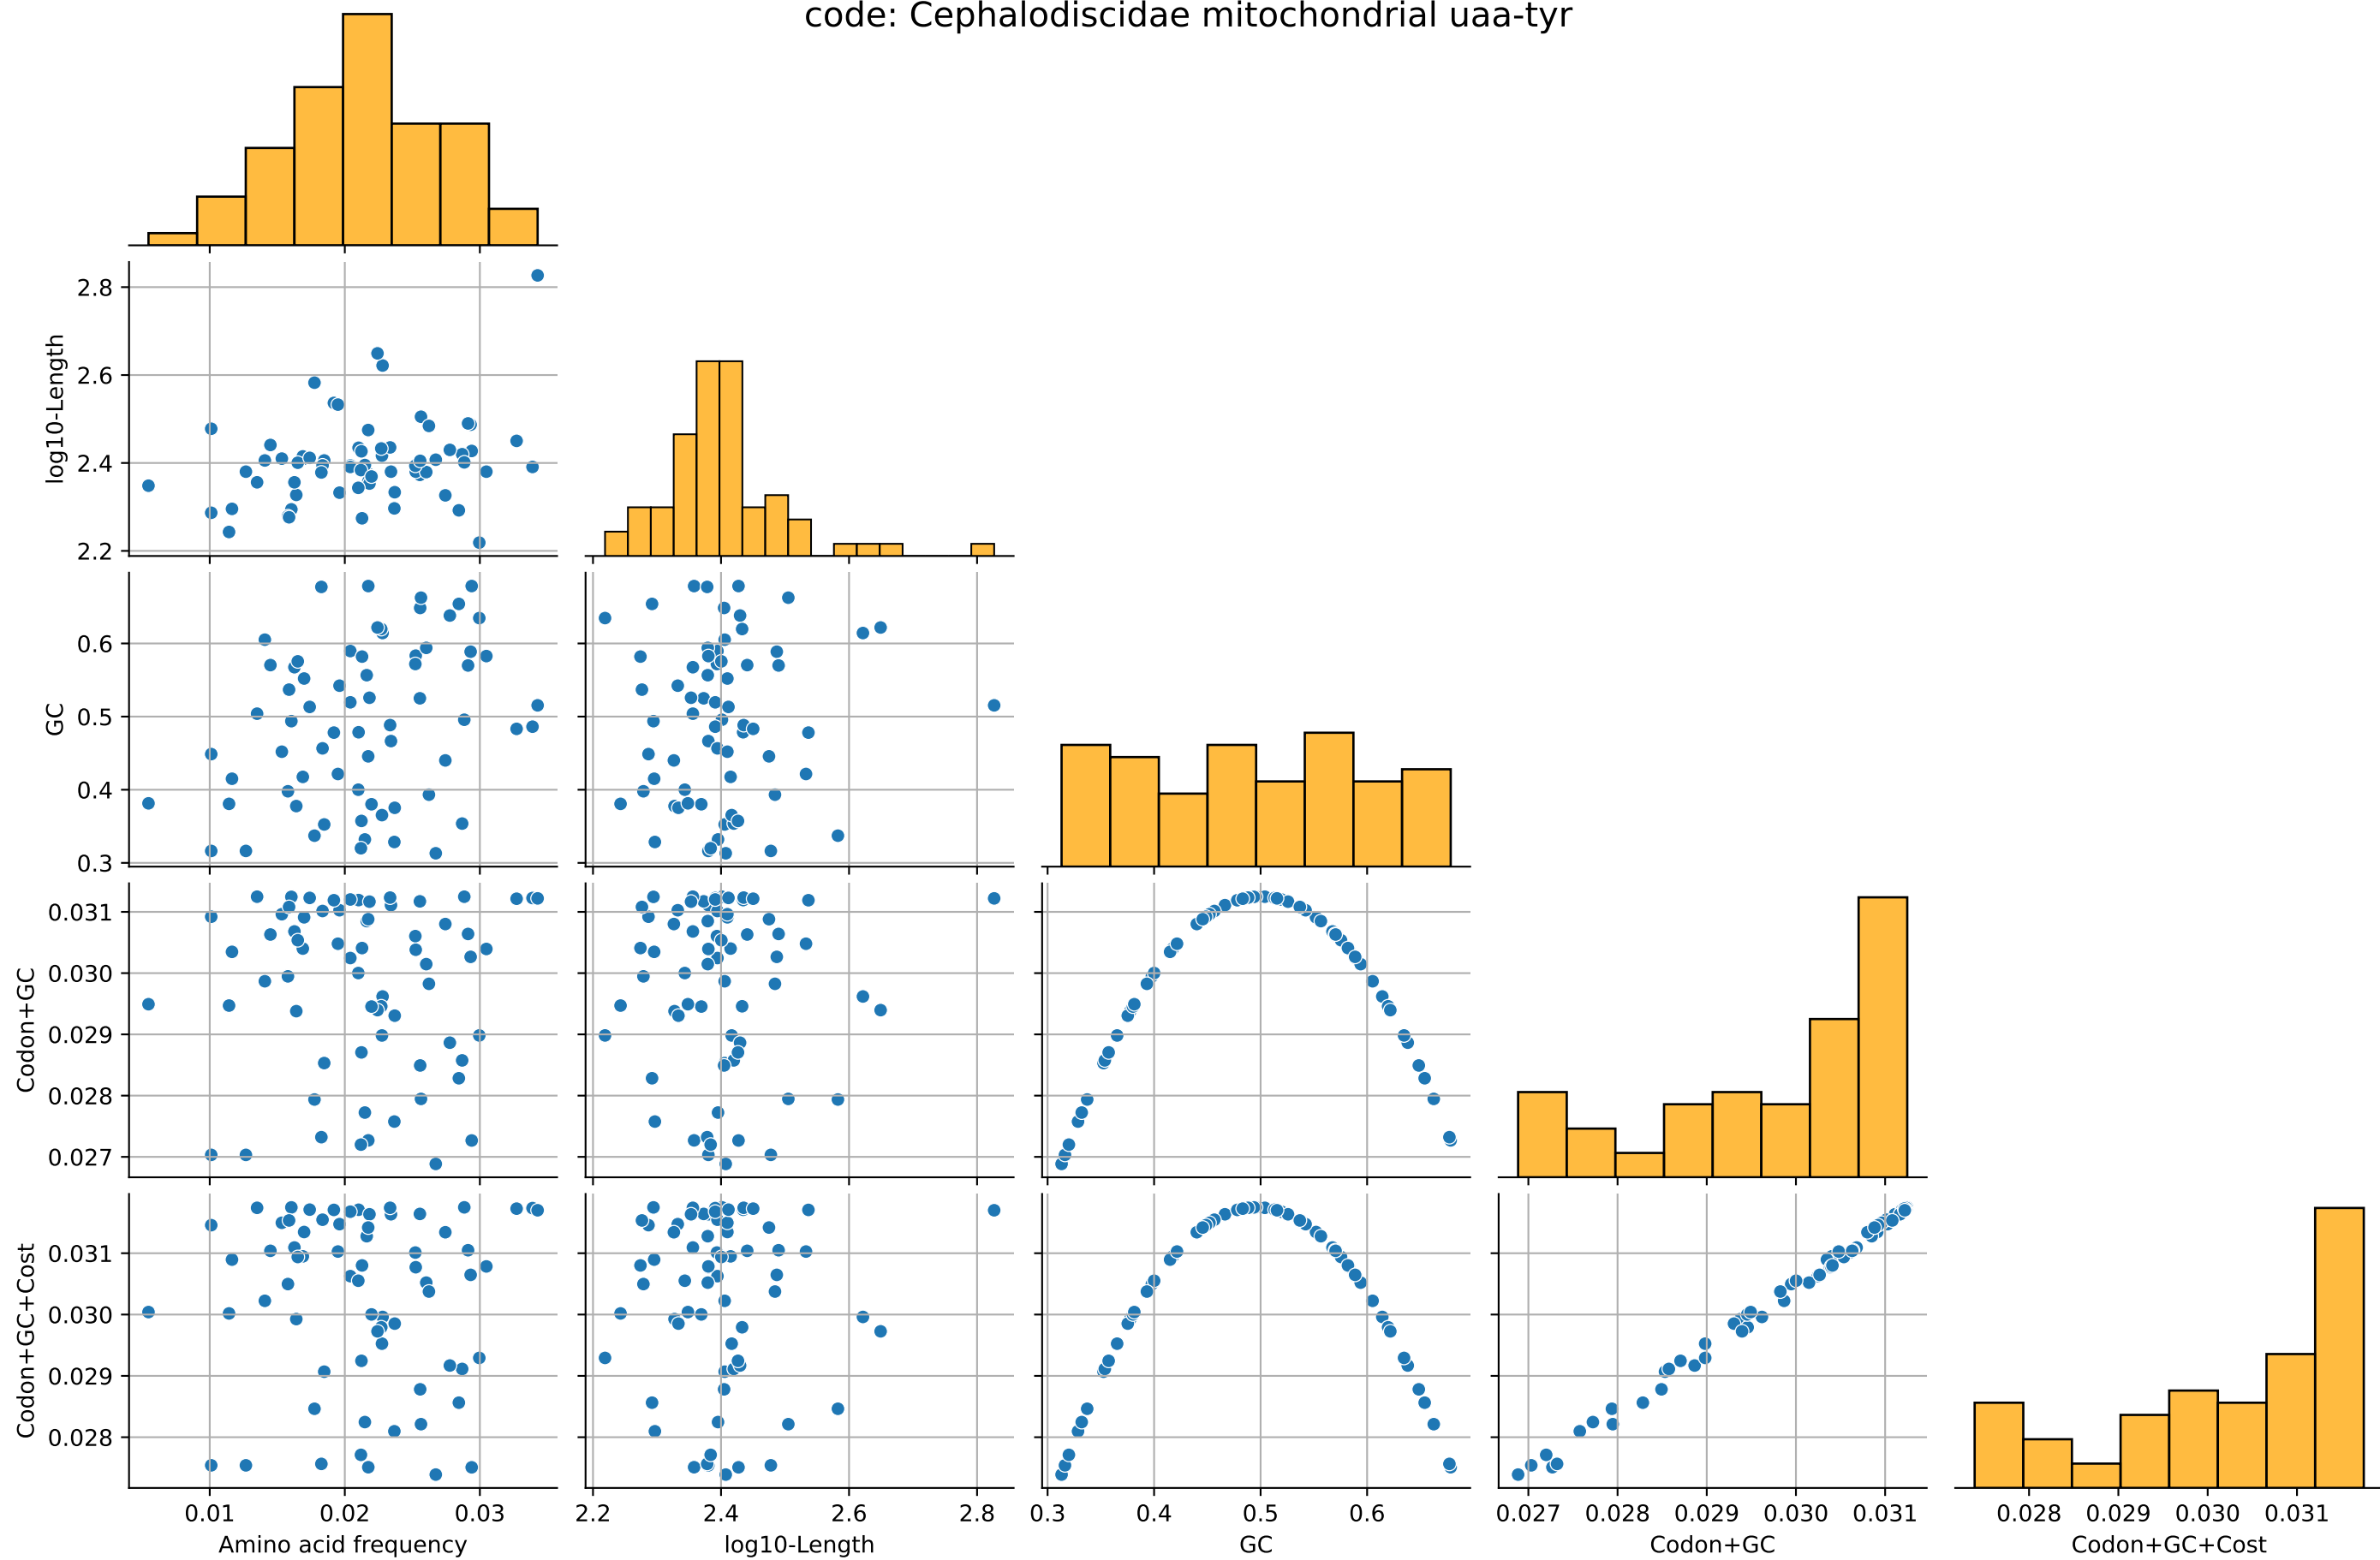 code: Cephalodiscidae mitochondrial uaa-tyr
log10-Length
2.8
2.6
2.4
2.2
GC
0.6
0.5
0.4
0.3
Codon+GC
0.031
0.030
0.029
0.028
0.027
Codon+GC+Cost
0.031
0.030
0.029
0.028
0.01 0.02 0.03 2.2 2.4 2.6 2.8 0.3 0.4 0.5 0.6 0.027 0.028 0.029 0.030 0.031 0.028 0.029 0.030 0.031
Amino acid frequency log10-Length GC Codon+GC Codon+GC+Cost